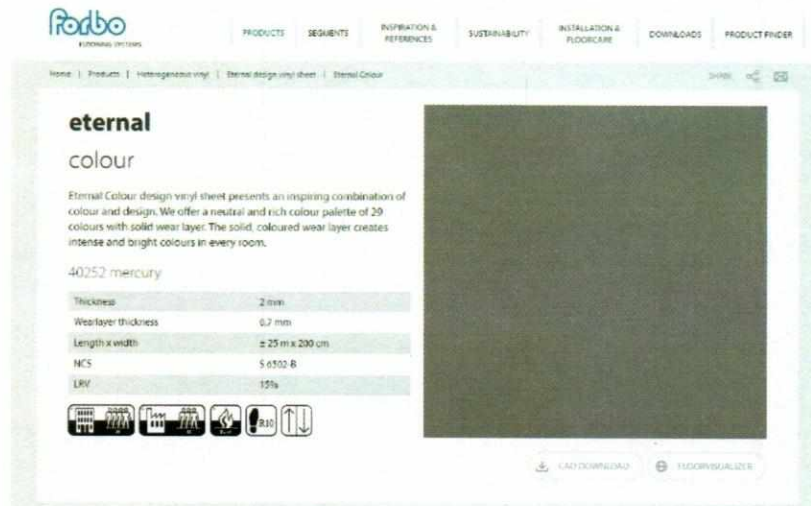 Forbo
FLOORING SYSTEMS
PRODUCTS
SEGMENTS
INSPIRATION &
REFERENCES
SUSTAINABILITY
INSTALLATION &
FLOORCARE
DOWNLOADS
PRODUCT FINDER
Home | Products | Heterogeneous vinyl | Eternal design vinyl sheet | Eternal Colour
SHARE
eternal
colour
Eternal Colour design vinyl sheet presents an inspiring combination of
colour and design. We offer a neutral and rich colour palette of 29
colours with solid wear layer. The solid, coloured wear layer creates
intense and bright colours in every room.
40252 mercury
Thickness 2 mm
Wearlayer thickness 0,7 mm
Length x width ± 25 m x 200 cm
NCS S 6502-B
LRV 15%
R10
CAD DOWNLOAD
FLOORVISUALIZER